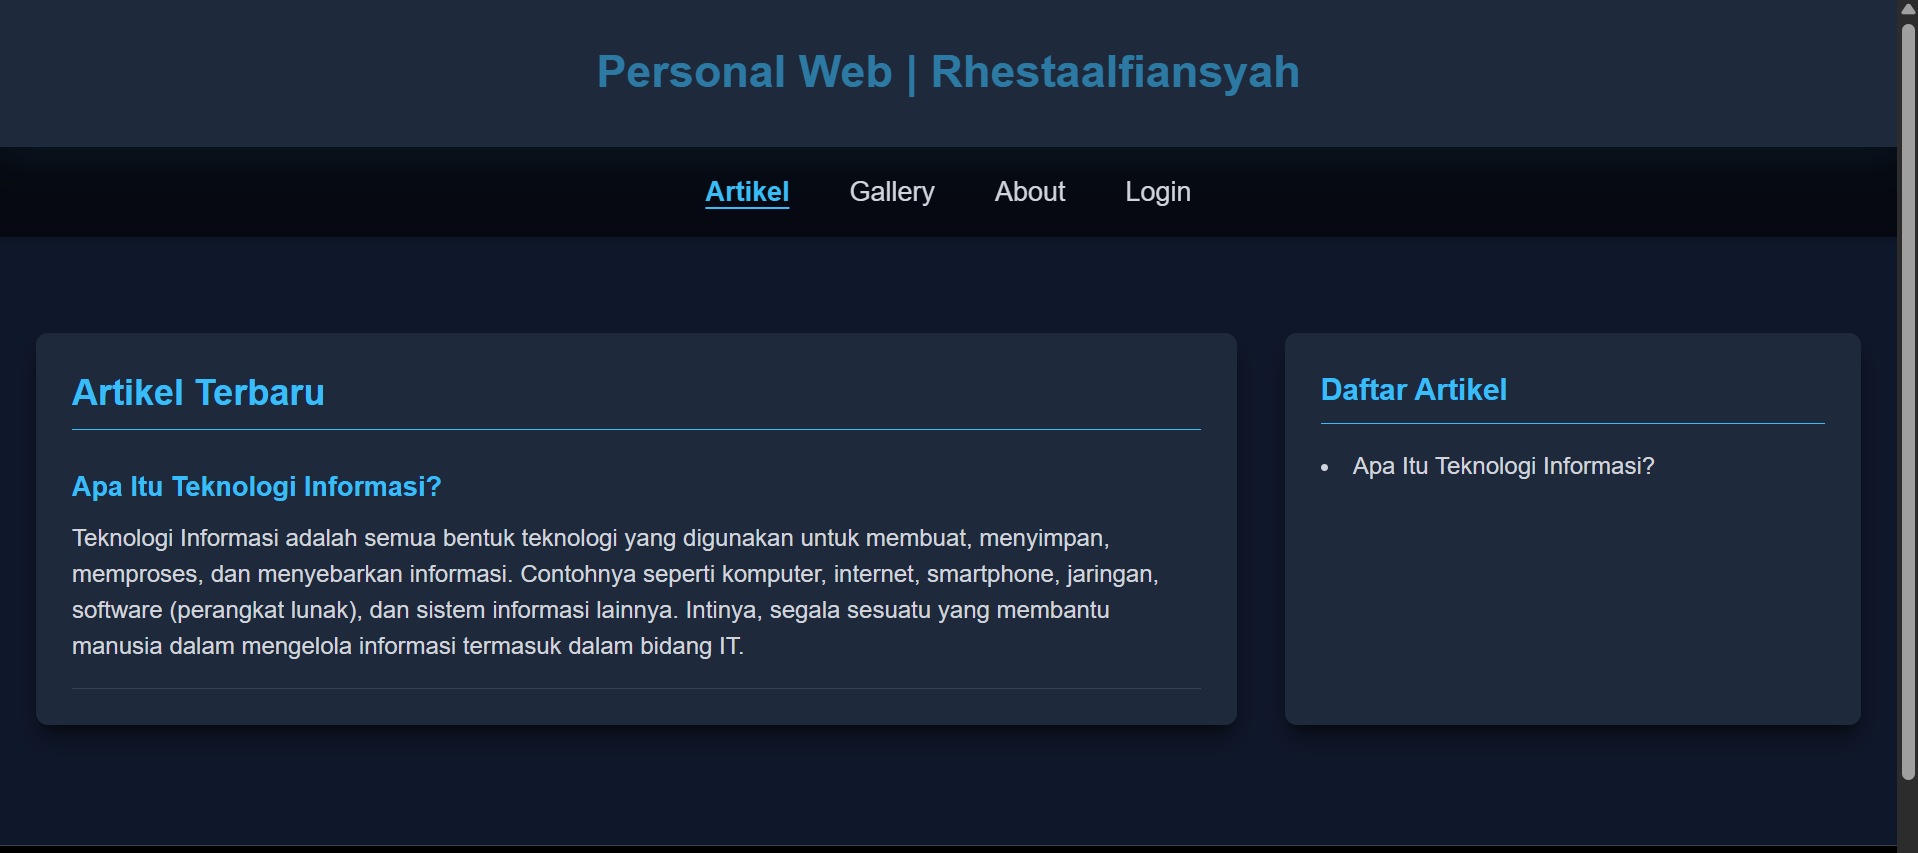 Personal Web | Rhestaalfiansyah
Artikel Gallery About Login
Artikel Terbaru
Apa Itu Teknologi Informasi?
Teknologi Informasi adalah semua bentuk teknologi yang digunakan untuk membuat, menyimpan,
memproses, dan menyebarkan informasi. Contohnya seperti komputer, internet, smartphone, jaringan,
software (perangkat lunak), dan sistem informasi lainnya. Intinya, segala sesuatu yang membantu
manusia dalam mengelola informasi termasuk dalam bidang IT.
Daftar Artikel
• Apa Itu Teknologi Informasi?